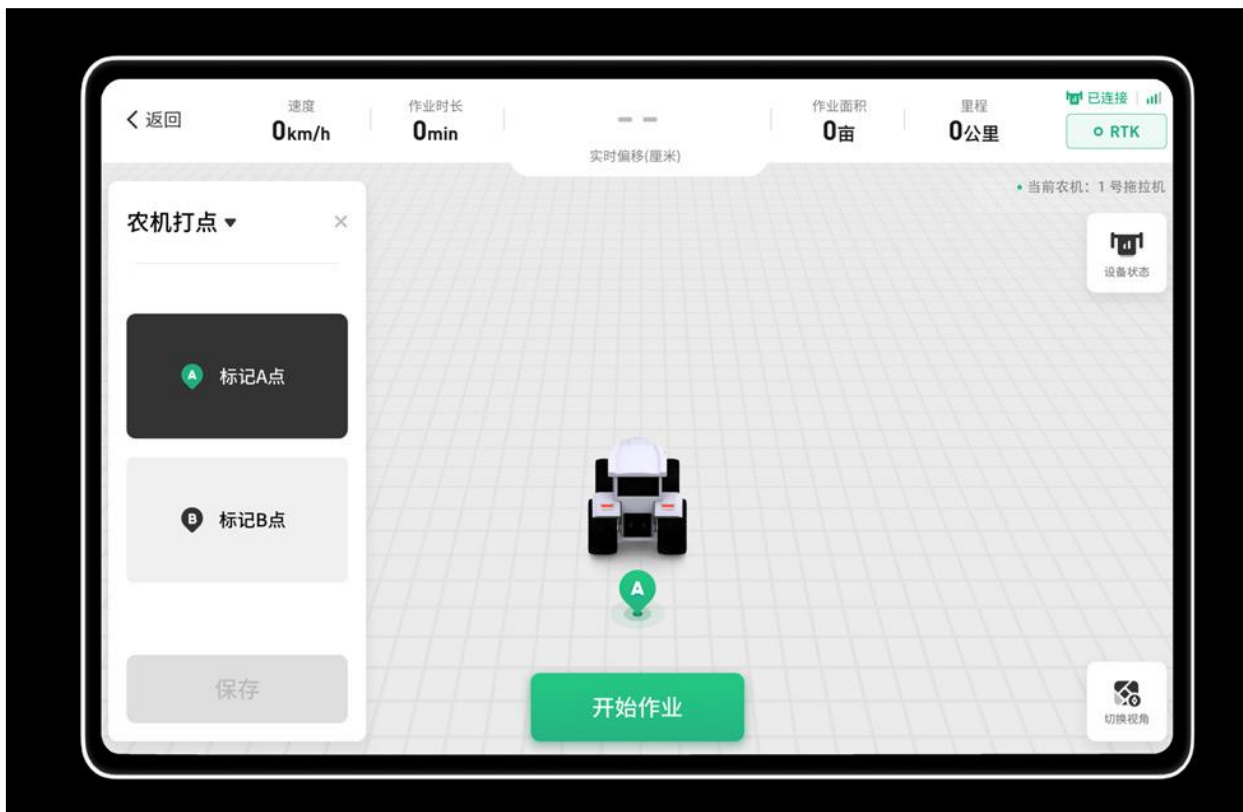 返回
速度
0km/h
作业时长
0min
— —
实时偏移(厘米)
作业面积
0亩
里程
0公里
已连接
RTK
当前农机：1号拖拉机
农机打点
设备状态
A 标记A点
B 标记B点
A
保存
开始作业
切换视角